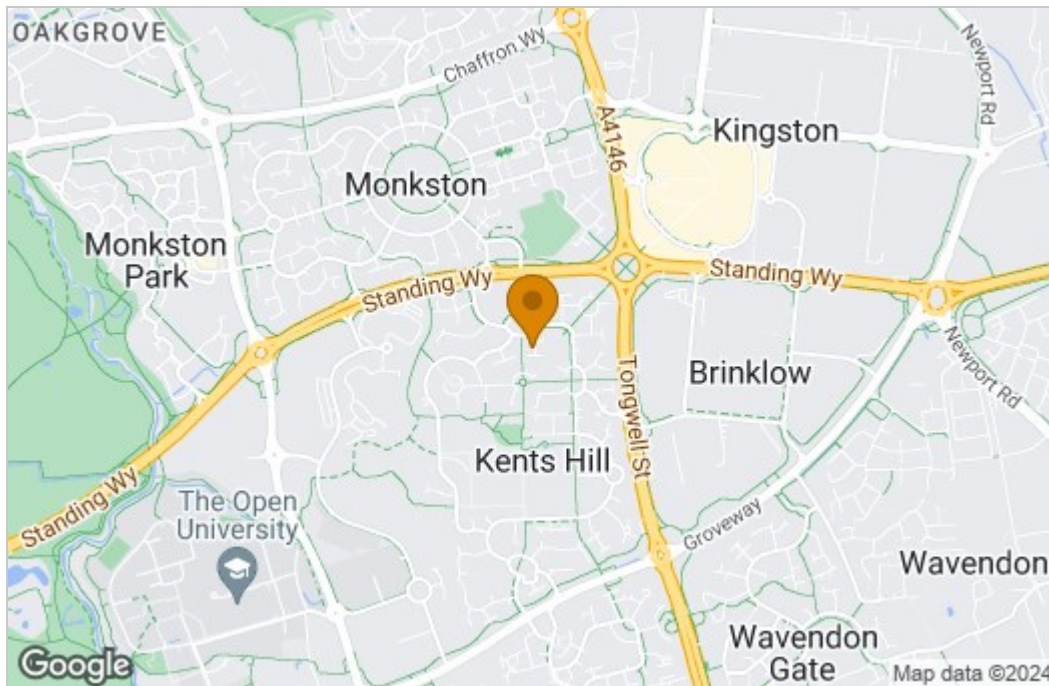 OAKGROVE
Chaffron Wy
A4146
Newport Rd
Kingston
Monkston
Monkston
Park
Standing Wy
Standing Wy
Brinklow
Newport Rd
Tongwell St
Kents Hill
Standing Wy
The Open
University
Groveway
Wavendon
Wavendon
Gate
Google
Map data ©2024